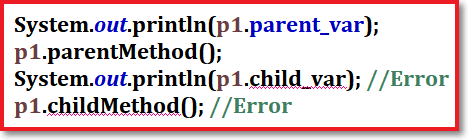 System.out.println(p1.parent_var);
p1.parentMethod();
System.out.println(p1.child_var); //Error
p1.childMethod(); //Error